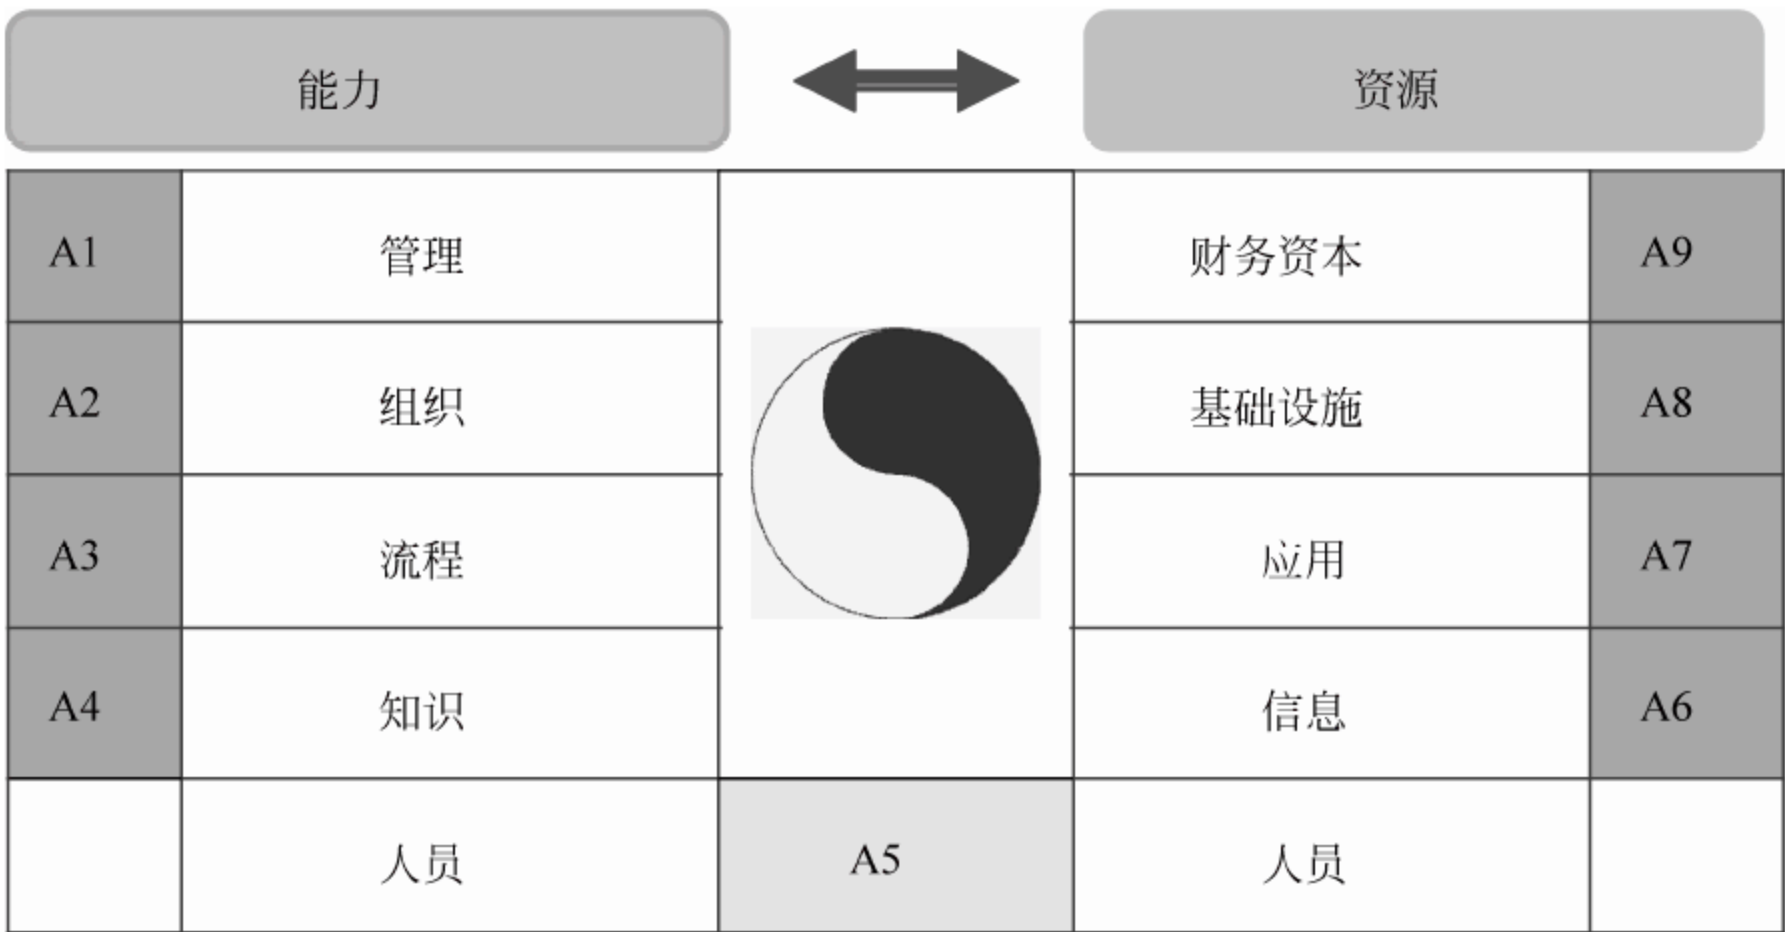 能力 资源
A1 管理 财务资本 A9
A2 组织 基础设施 A8
A3 流程 应用 A7
A4 知识 信息 A6
人员 A5 人员